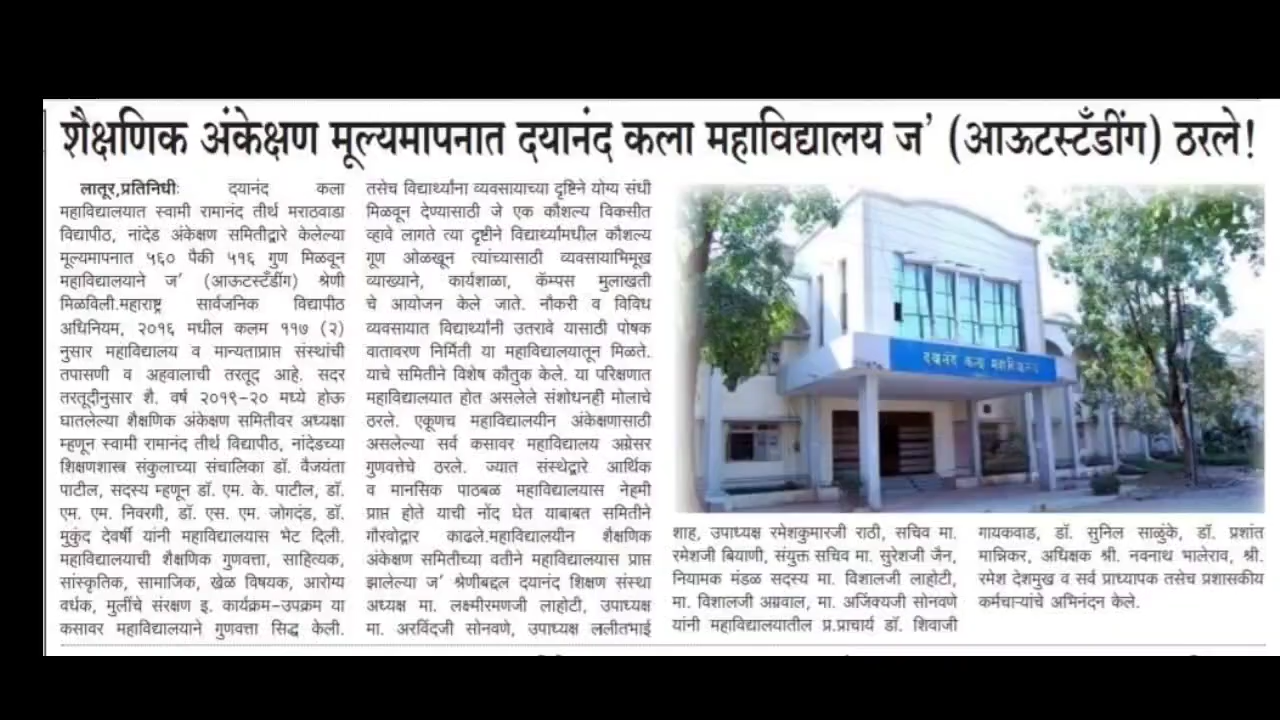 शैक्षणिक अंकेक्षण मूल्यमापनात दयानंद कला महाविद्यालय ज' (आऊटस्टँडींग) ठरले!
लातूर,प्रतिनिधीः दयानंद कला
महाविद्यालयात स्वामी रामानंद तीर्थ मराठवाडा
विद्यापीठ, नांदेड अंकेक्षण समितीद्वारे केलेल्या
मूल्यमापनात ५६० पैकी ५१६ गुण मिळवून
महाविद्यालयाने ज' (आऊटस्टँडींग) श्रेणी
मिळविली.महाराष्ट्र सार्वजनिक विद्यापीठ
अधिनियम, २०१६ मधील कलम ११७ (२)
नुसार महाविद्यालय व मान्यताप्राप्त संस्थांची
तपासणी व अहवालाची तरतूद आहे. सदर
तरतूदीनुसार शै. वर्ष २०१९-२० मध्ये होऊ
घातलेल्या शैक्षणिक अंकेक्षण समितीवर अध्यक्षा
म्हणून स्वामी रामानंद तीर्थ विद्यापीठ, नांदेडच्या
शिक्षणशास्त्र संकुलाच्या संचालिका डॉ. वैजयंता
पाटील, सदस्य म्हणून डॉ. एम. के. पाटील, डॉ.
एम. एम. निवरगी, डॉ. एस. एम. जोगदंड, डॉ.
मुकुंद देवर्षी यांनी महाविद्यालयास भेट दिली.
महाविद्यालयाची शैक्षणिक गुणवत्ता, साहित्यक,
सांस्कृतिक, सामाजिक, खेळ विषयक, आरोग्य
वर्धक, मुलींचे संरक्षण इ. कार्यक्रम-उपक्रम या
कसावर महाविद्यालयाने गुणवत्ता सिद्ध केली.
तसेच विद्यार्थ्यांना व्यवसायाच्या दृष्टिने योग्य संधी
मिळवून देण्यासाठी जे एक कौशल्य विकसीत
व्हावे लागते त्या दृष्टीने विद्यार्थ्यांमधील कौशल्य
गूण ओळखून त्यांच्यासाठी व्यवसायाभिमूख
व्याख्याने, कार्यशाळा, कॅम्पस मुलाखती
चे आयोजन केले जाते. नौकरी व विविध
व्यवसायात विद्यार्थ्यांनी उतरावे यासाठी पोषक
वातावरण निर्मिती या महाविद्यालयातून मिळते.
याचे समितीने विशेष कौतुक केले. या परिक्षणात
महाविद्यालयात होत असलेले संशोधनही मोलाचे
ठरले. एकूणच महाविद्यालयीन अंकेक्षणासाठी
असलेल्या सर्व कसावर महाविद्यालय अग्रेसर
गुणवत्तेचे ठरले. ज्यात संस्थेद्वारे आर्थिक
व मानसिक पाठबळ महाविद्यालयास नेहमी
प्राप्त होते याची नोंद घेत याबाबत समितीने
गौरवोद्गार काढले.महाविद्यालयीन शैक्षणिक
अंकेक्षण समितीच्या वतीने महाविद्यालयास प्राप्त
झालेल्या ज' श्रेणीबद्दल दयानंद शिक्षण संस्था
अध्यक्ष मा. लक्ष्मीरमणजी लाहोटी, उपाध्यक्ष
मा. अरविंदजी सोनवणे, उपाध्यक्ष ललीतभाई
दयानंद कला महाविद्यालय
शाह, उपाध्यक्ष रमेशकुमारजी राठी, सचिव मा.
रमेशजी बियाणी, संयुक्त सचिव मा. सुरेशजी जैन,
नियामक मंडळ सदस्य मा. विशालजी लाहोटी,
मा. विशालजी अग्रवाल, मा. अजिंक्यजी सोनवणे
यांनी महाविद्यालयातील प्र.प्राचार्य डॉ. शिवाजी
गायकवाड, डॉ. सुनिल साळुंके, डॉ. प्रशांत
मान्निकर, अधिक्षक श्री. नवनाथ भालेराव, श्री.
रमेश देशमुख व सर्व प्राध्यापक तसेच प्रशासकीय
कर्मचाऱ्यांचे अभिनंदन केले.